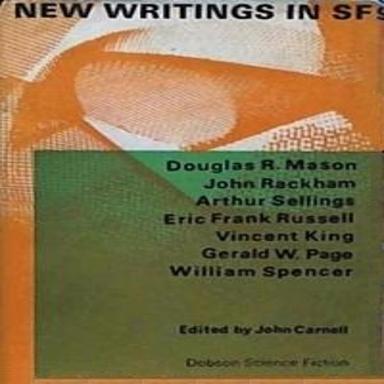 NEW WRITINGS IN SF
Douglas R. Mason
John Rackham
Arthur Sellings
Eric Frank Russell
Vincent King
Gerald W. Page
William Spencer
Edited by John Carnell
Dobson Science Fiction